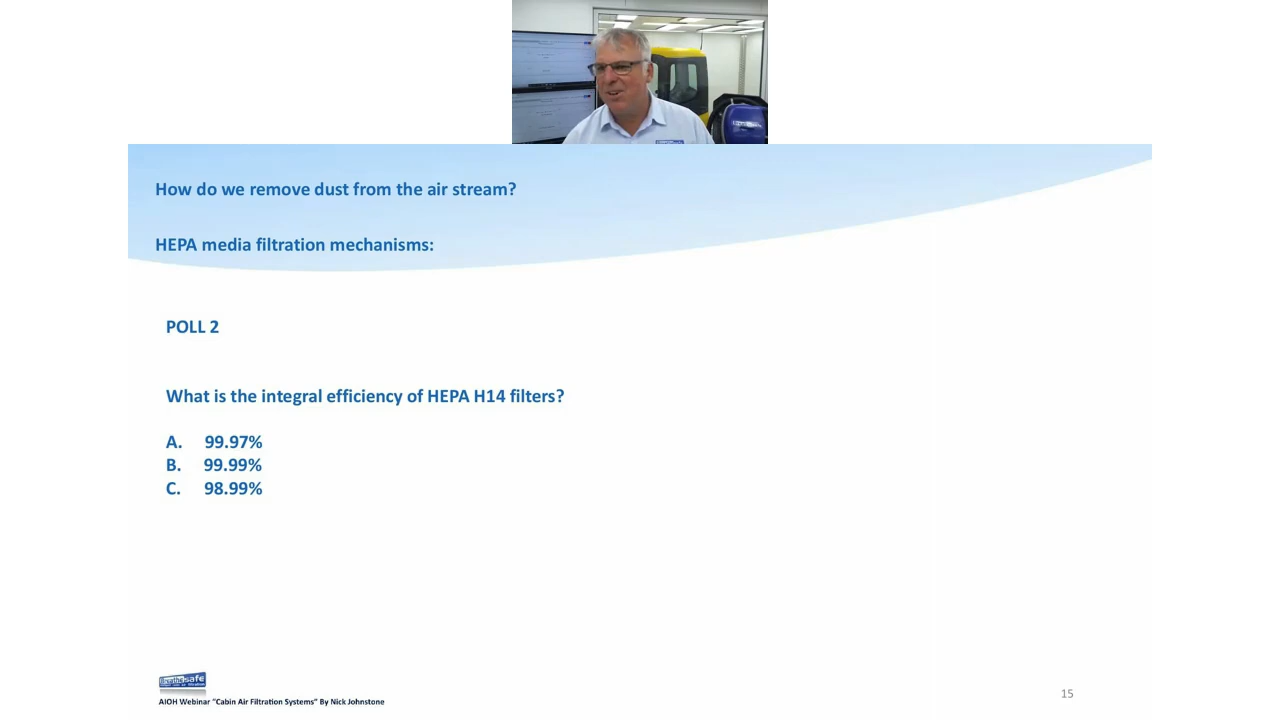 How do we remove dust from the air stream?
HEPA media filtration mechanisms:
POLL 2
What is the integral efficiency of HEPA H14 filters?
A. 99.97%
B. 99.99%
C. 98.99%
Breathesafe
AIOH Webinar "Cabin Air Filtration Systems" By Nick Johnstone
15